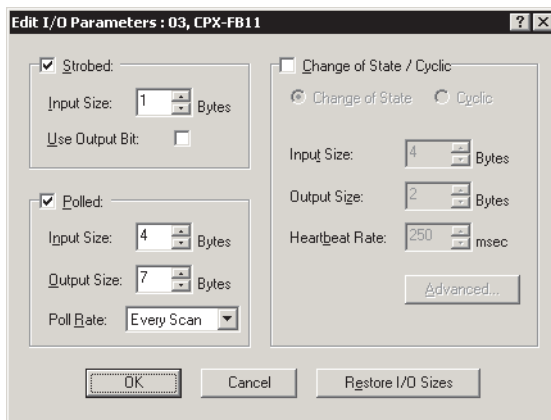 Edit I/O Parameters : 03, CPX-FB11
Strobed:
Input Size: 1 Bytes
Use Output Bit:
Polled:
Input Size: 4 Bytes
Output Size: 7 Bytes
Poll Rate: Every Scan
Change of State / Cyclic
Change of State Cyclic
Input Size: 4 Bytes
Output Size: 2 Bytes
Heartbeat Rate: 250 msec
Advanced...
OK Cancel Restore I/O Sizes